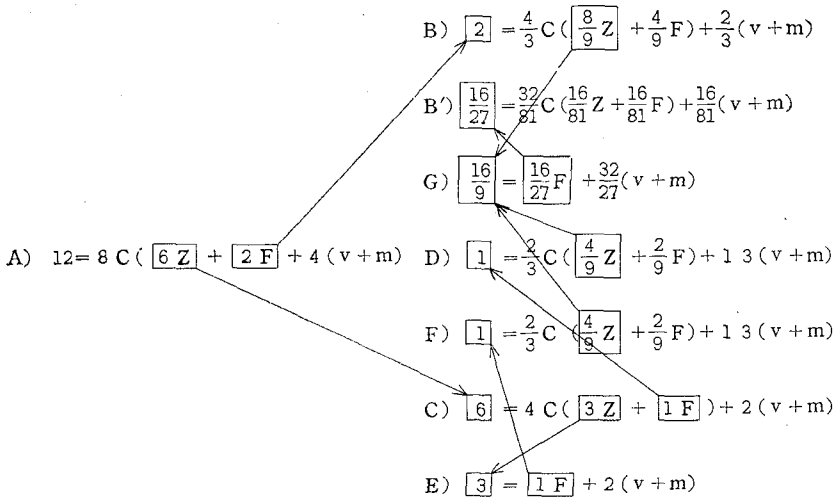 B) 2 = 4/3 C( 8/9 Z + 4/9 F) + 2/3 (v+m)
B′) 16/27 = 32/81 C( 16/81 Z + 16/81 F) + 16/81 (v+m)
G) 16/9 = 16/27 F + 32/27 (v+m)
A) 12= 8 C( 6 Z + 2 F + 4 (v+m)
D) 1 = 2/3 C( 4/9 Z + 2/9 F) + 1 3 (v+m)
F) 1 = 2/3 C ( 4/9 Z + 2/9 F) + 1 3 (v+m)
C) 6 = 4 C( 3 Z + 1 F ) + 2 (v+m)
E) 3 = 1 F + 2 (v+m)